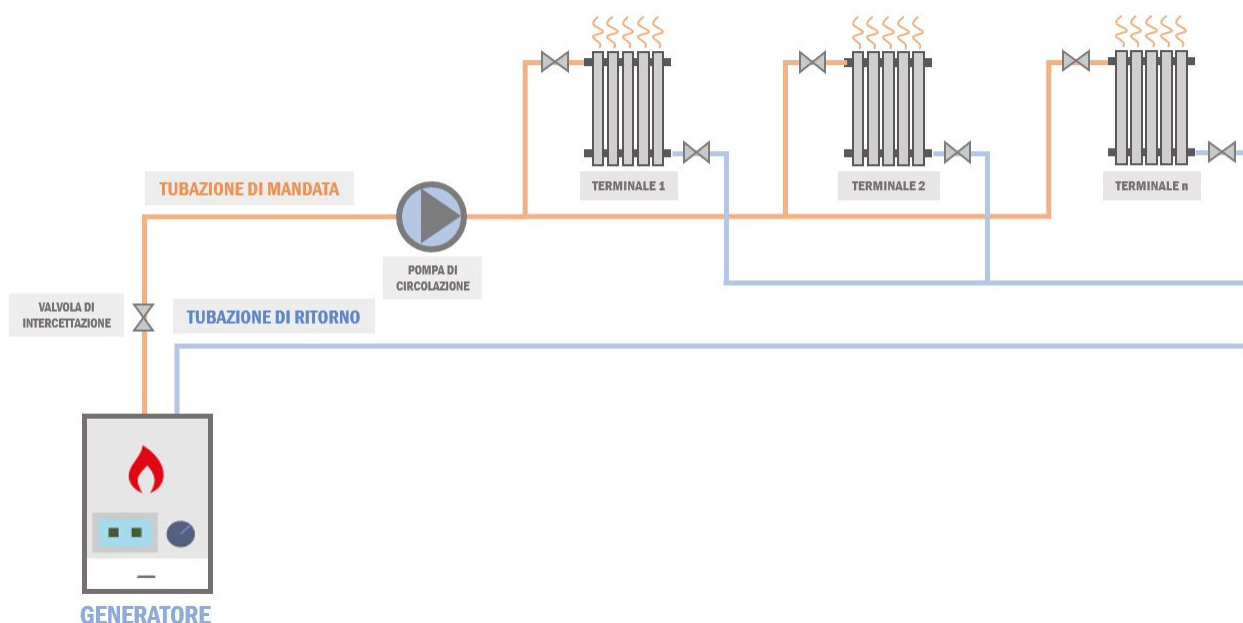 TERMINALE 1
TERMINALE 2
TERMINALE n
TUBAZIONE DI MANDATA
POMPA DI
CIRCOLAZIONE
VALVOLA DI
INTERCETTAZIONE
TUBAZIONE DI RITORNO
GENERATORE